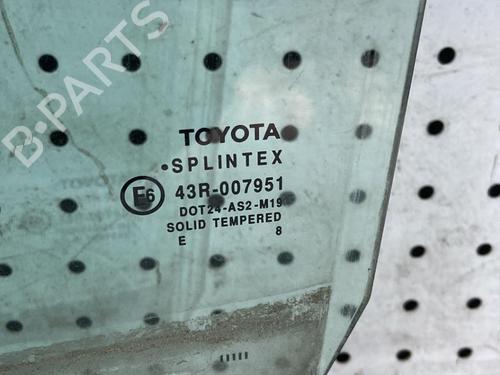 B-PARTS
TOYOTA
•SPLINTEX
E6 43R-007951
DOT24-AS2-M19
SOLID TEMPERED
E 8